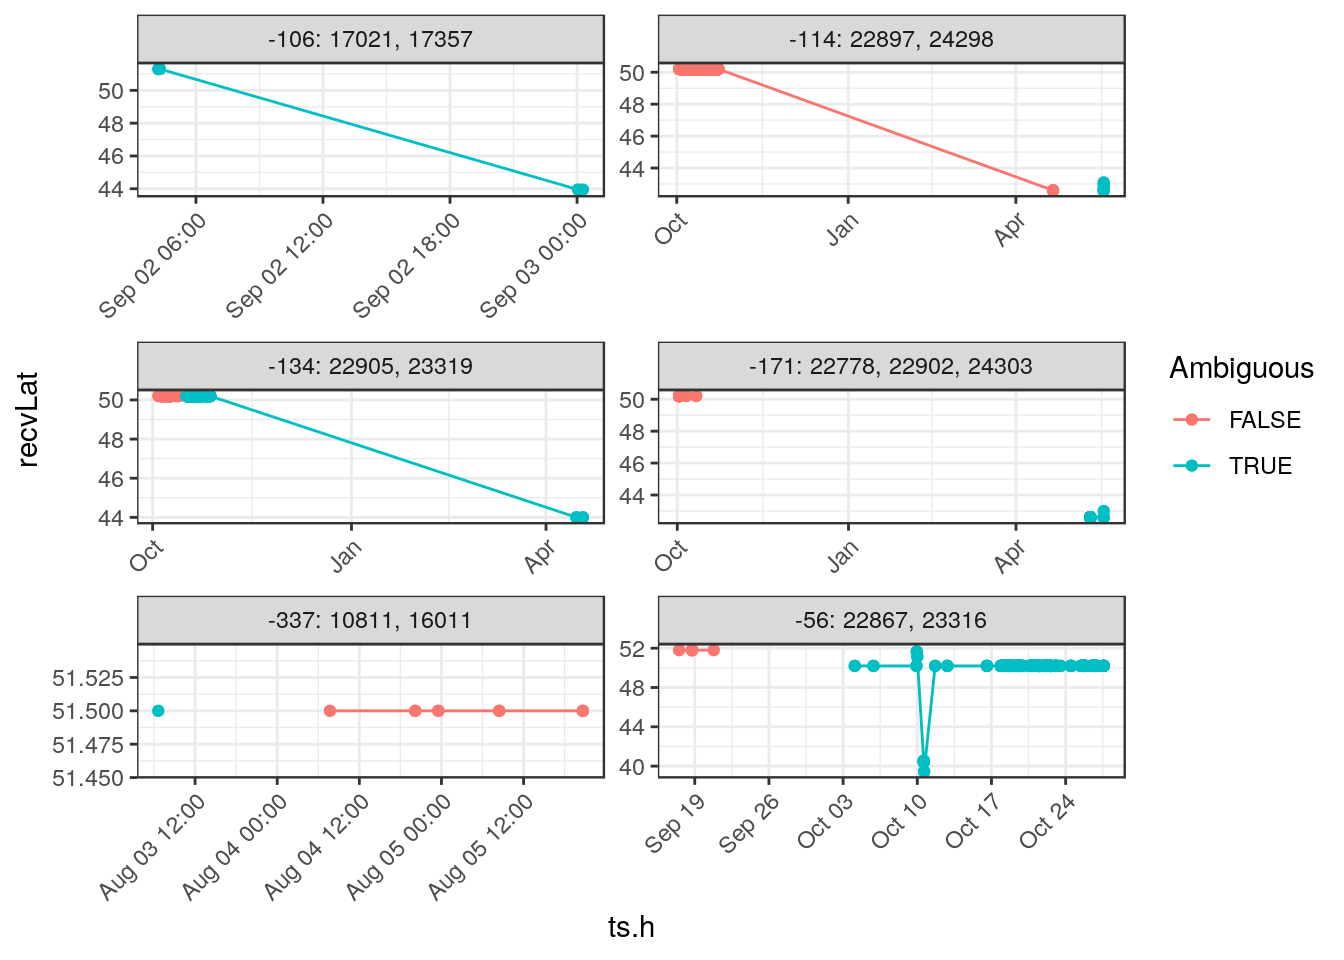 -106: 17021, 17357
-114: 22897, 24298
50
48
46
44
50
48
46
44
Sep 02 06:00
Sep 02 12:00
Sep 02 18:00
Sep 03 00:00
Oct
Jan
Apr
-134: 22905, 23319
-171: 22778, 22902, 24303
50
48
46
44
50
48
46
44
Oct
Jan
Apr
Oct
Jan
Apr
-337: 10811, 16011
-56: 22867, 23316
51.525
51.500
51.475
51.450
52
48
44
40
Aug 03 12:00
Aug 04 00:00
Aug 04 12:00
Aug 05 00:00
Aug 05 12:00
Sep 19
Sep 26
Oct 03
Oct 10
Oct 17
Oct 24
recvLat
ts.h
Ambiguous
FALSE
TRUE